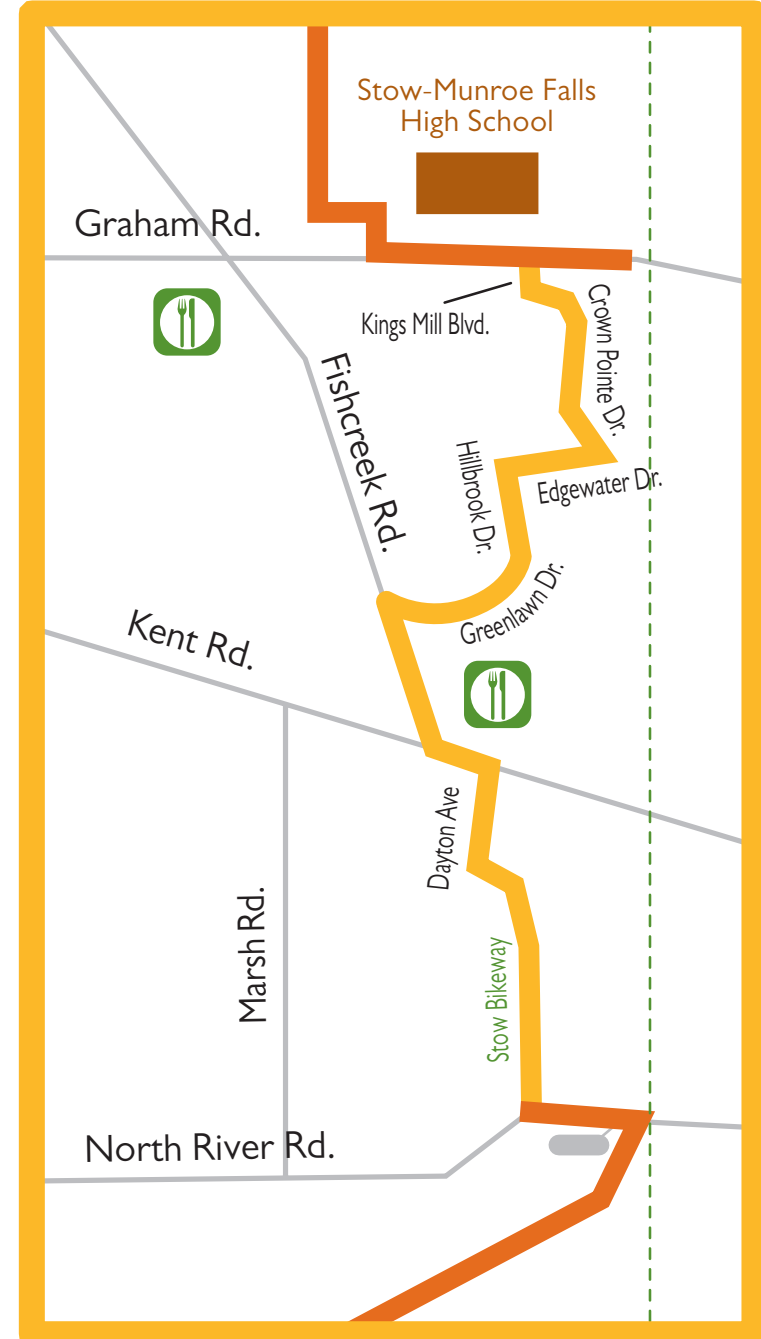 Stow-Munroe Falls
High School
Graham Rd.
Kings Mill Blvd.
Crown Pointe Dr.
Fishcreek Rd.
Hillbrook Dr.
Edgewater Dr.
Greenlawn Dr.
Kent Rd.
Dayton Ave
Marsh Rd.
Stow Bikeway
North River Rd.